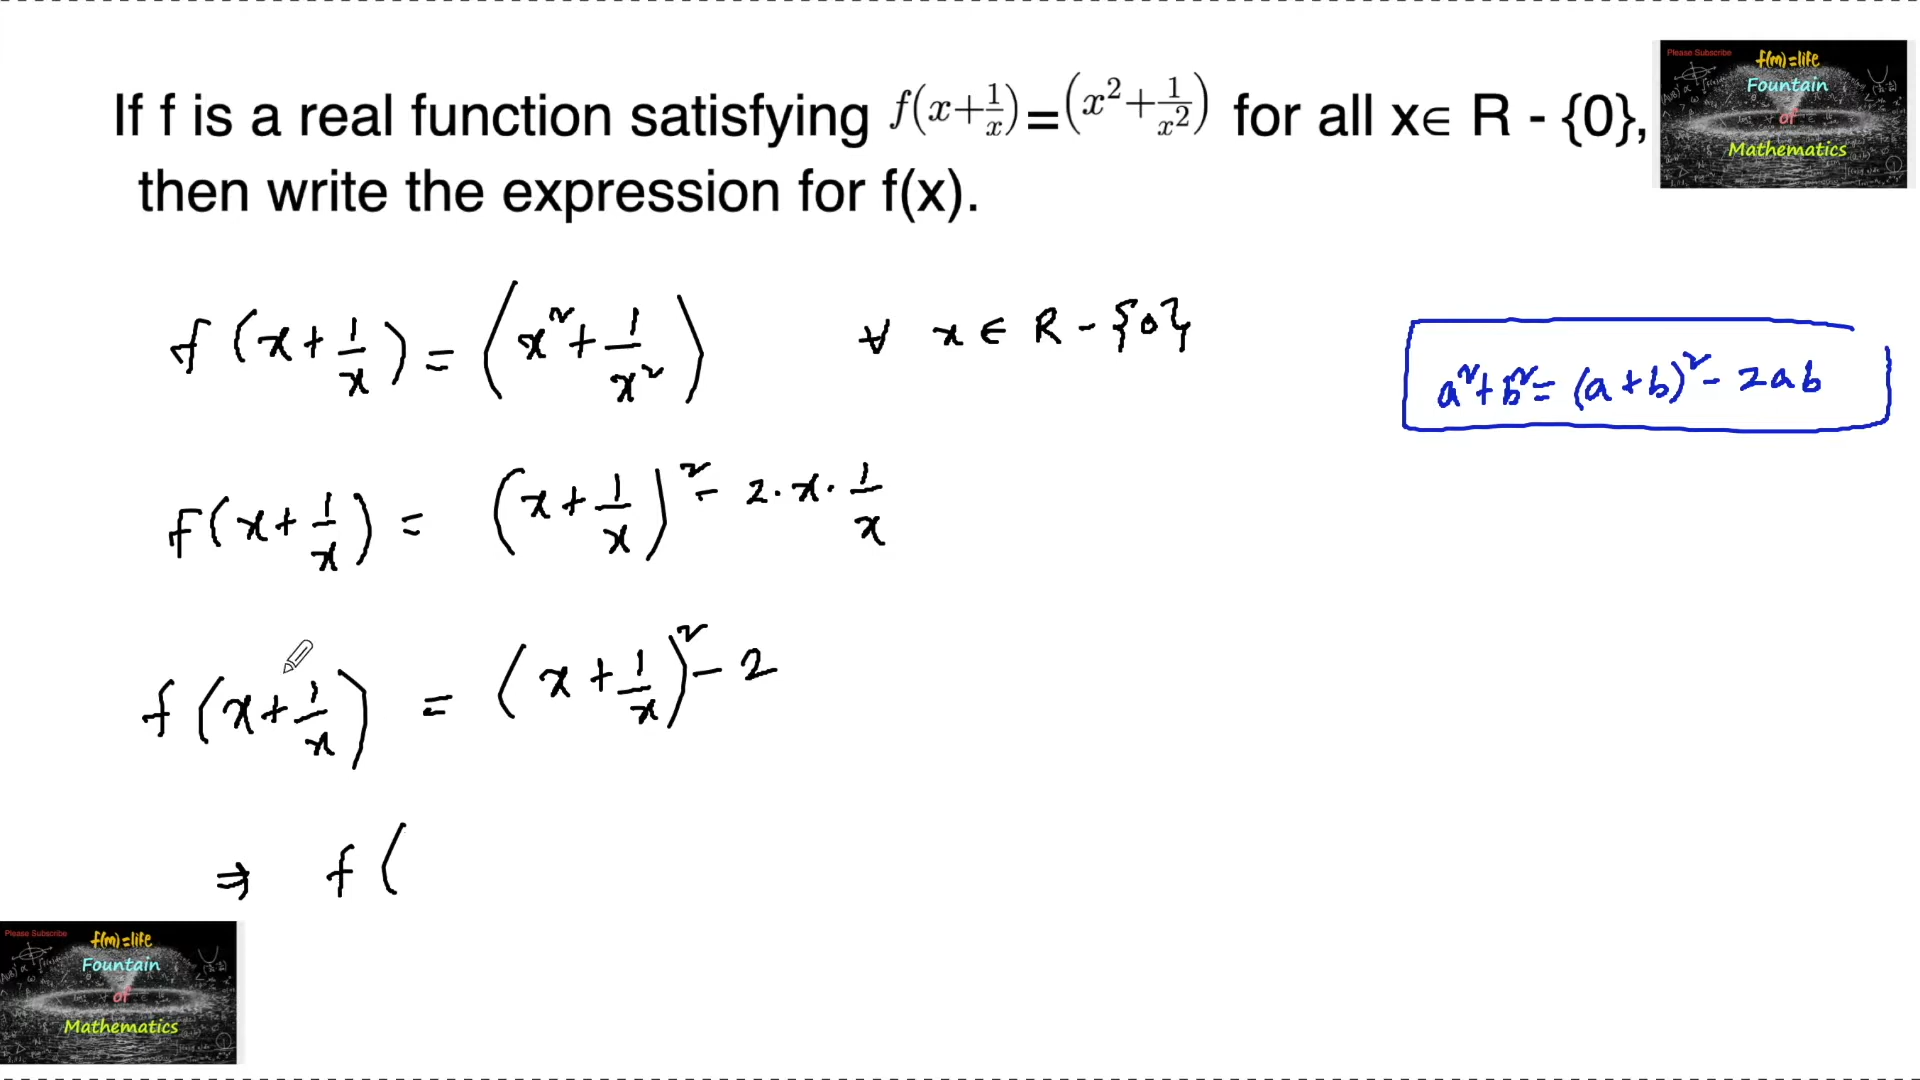 If f is a real function satisfying f(x+1/x)=(x²+1/x²) for all x∈ R - {0},
then write the expression for f(x).
Please Subscribe
f(m)=life
Fountain
of
Mathematics
f(x+1/x) = (x²+1/x²) ∀ x ∈ R - {0}
a²+b² = (a+b)² - 2ab
f(x+1/x) = (x+1/x)² - 2·x·1/x
f(x+1/x) = (x+1/x)² - 2
⇒ f(
Please Subscribe
f(m)=life
Fountain
of
Mathematics